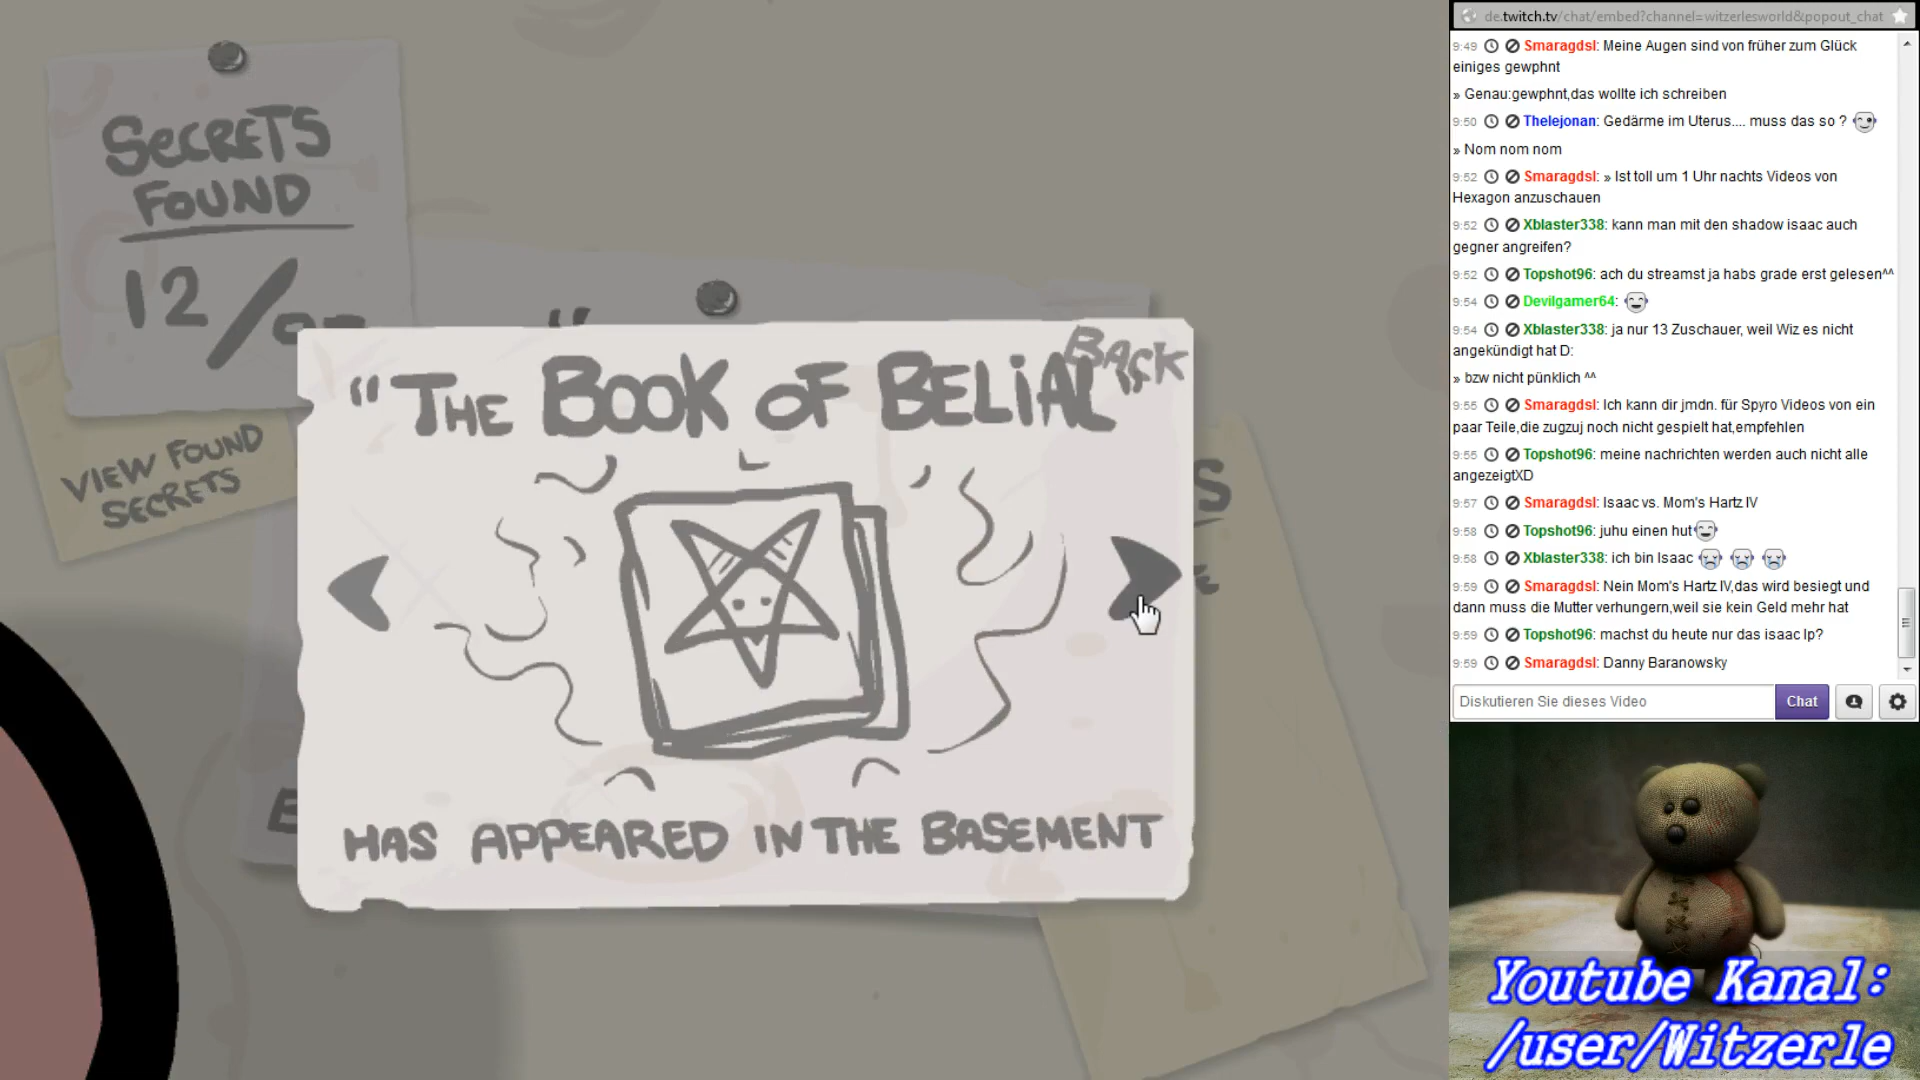 SECRETS
FOUND
12/
VIEW FOUND
SECRETS
BACK
"THE BOOK OF BELIAL"
HAS APPEARED IN THE BASEMENT
de.twitch.tv/chat/embed?channel=witzerlesworld&popout_chat
9:49 Smaragdsl: Meine Augen sind von früher zum Glück
einiges gewphnt
» Genau:gewphnt,das wollte ich schreiben
9:50 Thelejonan: Gedärme im Uterus.... muss das so ?
» Nom nom nom
9:52 Smaragdsl: » Ist toll um 1 Uhr nachts Videos von
Hexagon anzuschauen
9:52 Xblaster338: kann man mit den shadow isaac auch
gegner angreifen?
9:52 Topshot96: ach du streamst ja habs grade erst gelesen^^
9:54 Devilgamer64:
9:54 Xblaster338: ja nur 13 Zuschauer, weil Wiz es nicht
angekündigt hat D:
» bzw nicht pünklich ^^
9:55 Smaragdsl: Ich kann dir jmdn. für Spyro Videos von ein
paar Teile,die zugzuj noch nicht gespielt hat,empfehlen
9:55 Topshot96: meine nachrichten werden auch nicht alle
angezeigtXD
9:57 Smaragdsl: Isaac vs. Mom's Hartz IV
9:58 Topshot96: juhu einen hut
9:58 Xblaster338: ich bin Isaac
9:59 Smaragdsl: Nein Mom's Hartz IV,das wird besiegt und
dann muss die Mutter verhungern,weil sie kein Geld mehr hat
9:59 Topshot96: machst du heute nur das isaac lp?
9:59 Smaragdsl: Danny Baranowsky
Diskutieren Sie dieses Video
Chat
Youtube Kanal:
/user/Witzerle